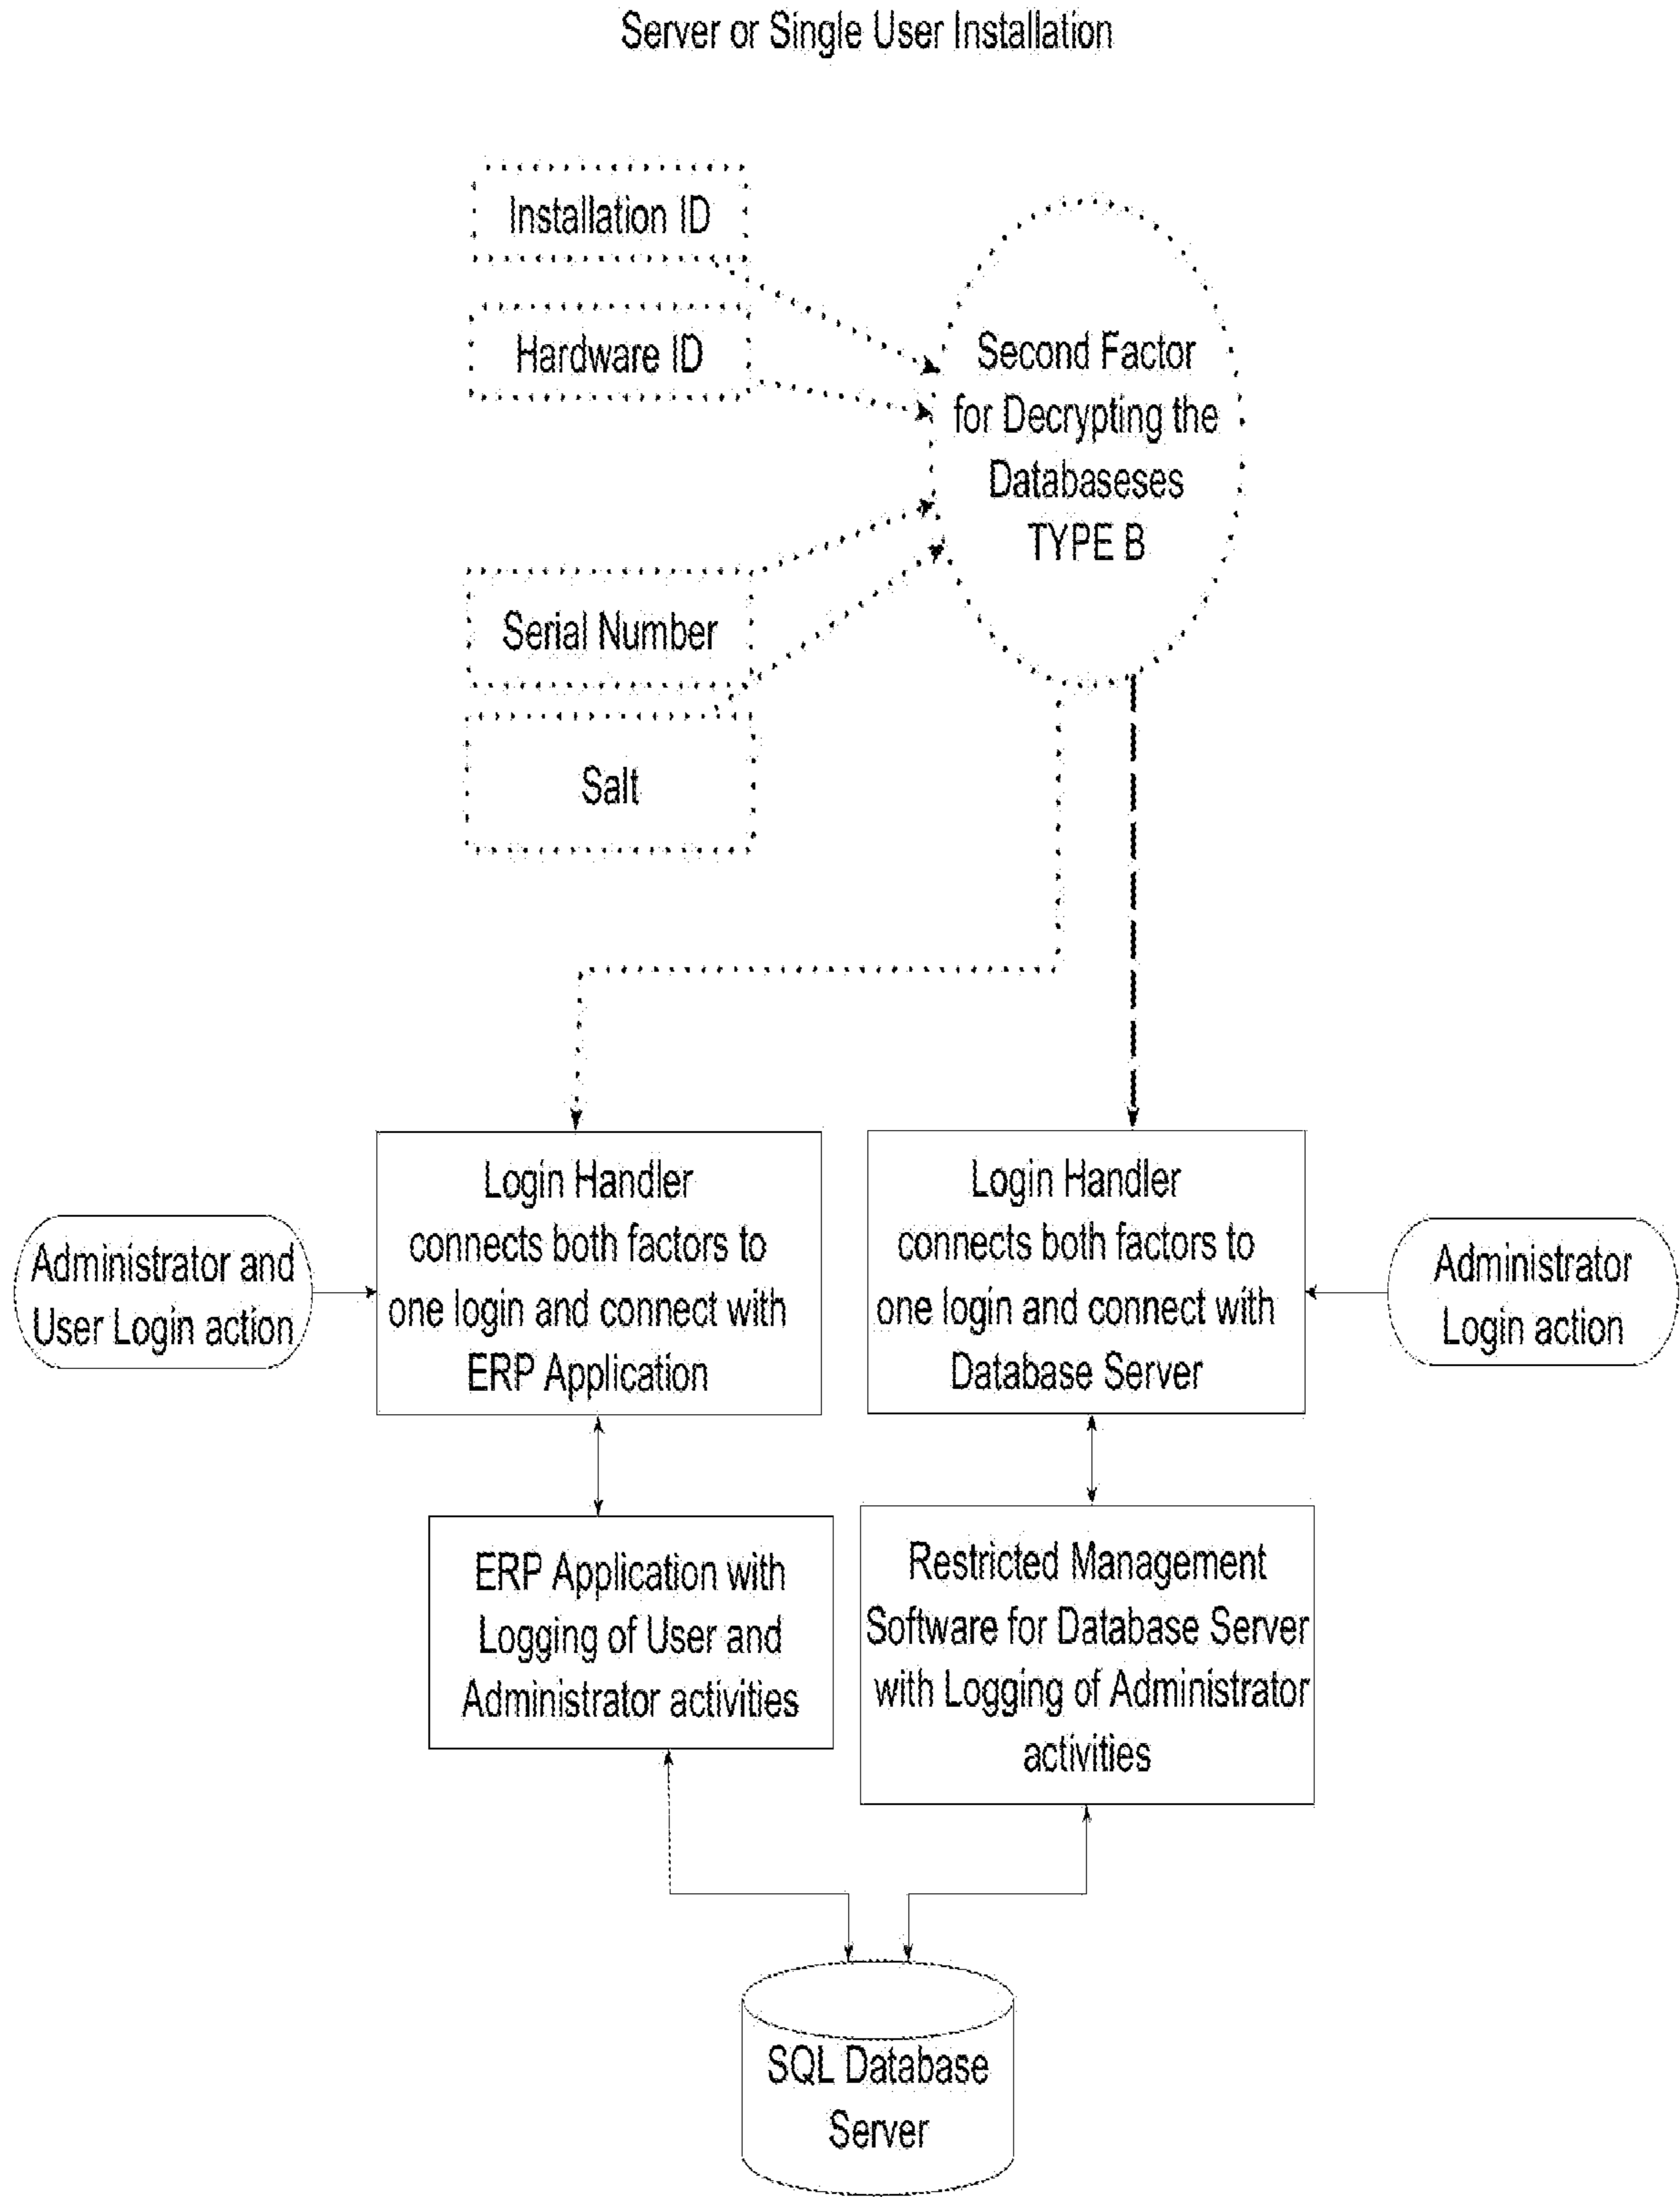 Server or Single User Installation
Installation ID
Hardware ID
Second Factor
for Decrypting the
Databaseses
TYPE B
Serial Number
Salt
Login Handler
connects both factors to
one login and connect with
ERP Application
Login Handler
connects both factors to
one login and connect with
Database Server
Administrator and
User Login action
Administrator
Login action
ERP Application with
Logging of User and
Administrator activities
Restricted Management
Software for Database Server
with Logging of Administrator
activities
SQL Database
Server